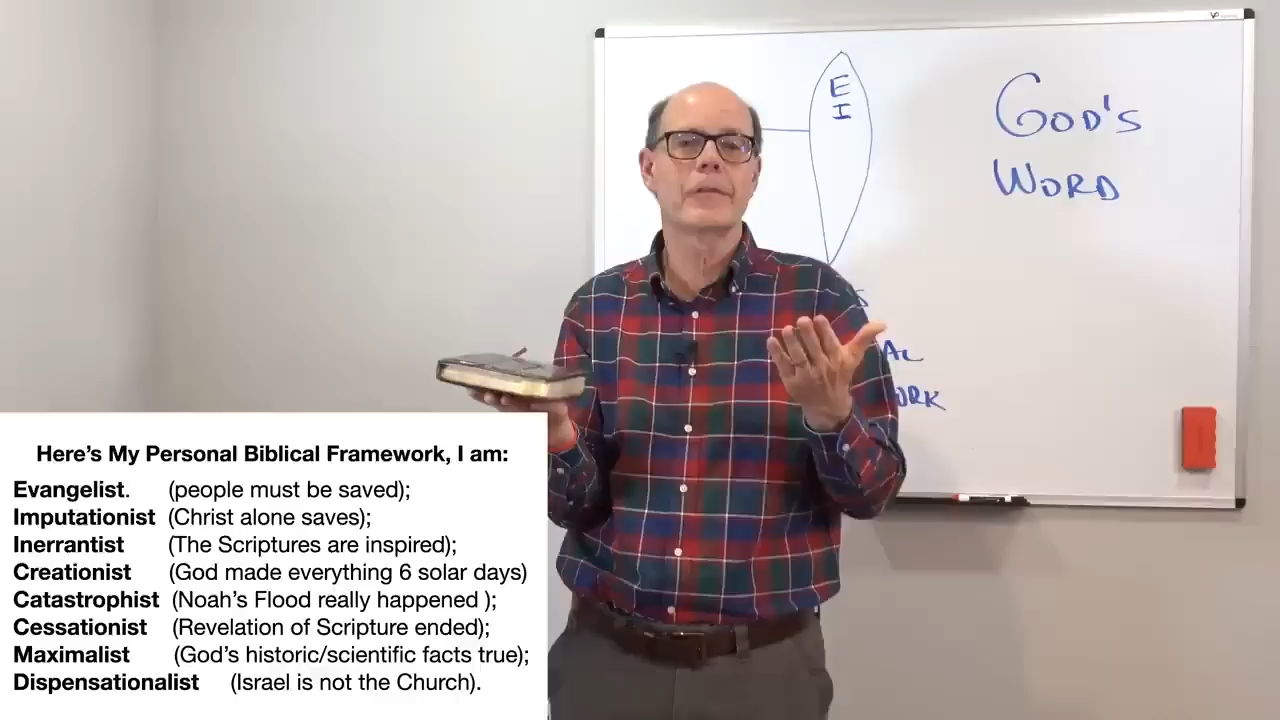 E
I
GOD'S
WORD
S
AL
ORK
Here's My Personal Biblical Framework, I am:
Evangelist. (people must be saved);
Imputationist (Christ alone saves);
Inerrantist (The Scriptures are inspired);
Creationist (God made everything 6 solar days)
Catastrophist (Noah's Flood really happened );
Cessationist (Revelation of Scripture ended);
Maximalist (God's historic/scientific facts true);
Dispensationalist (Israel is not the Church).